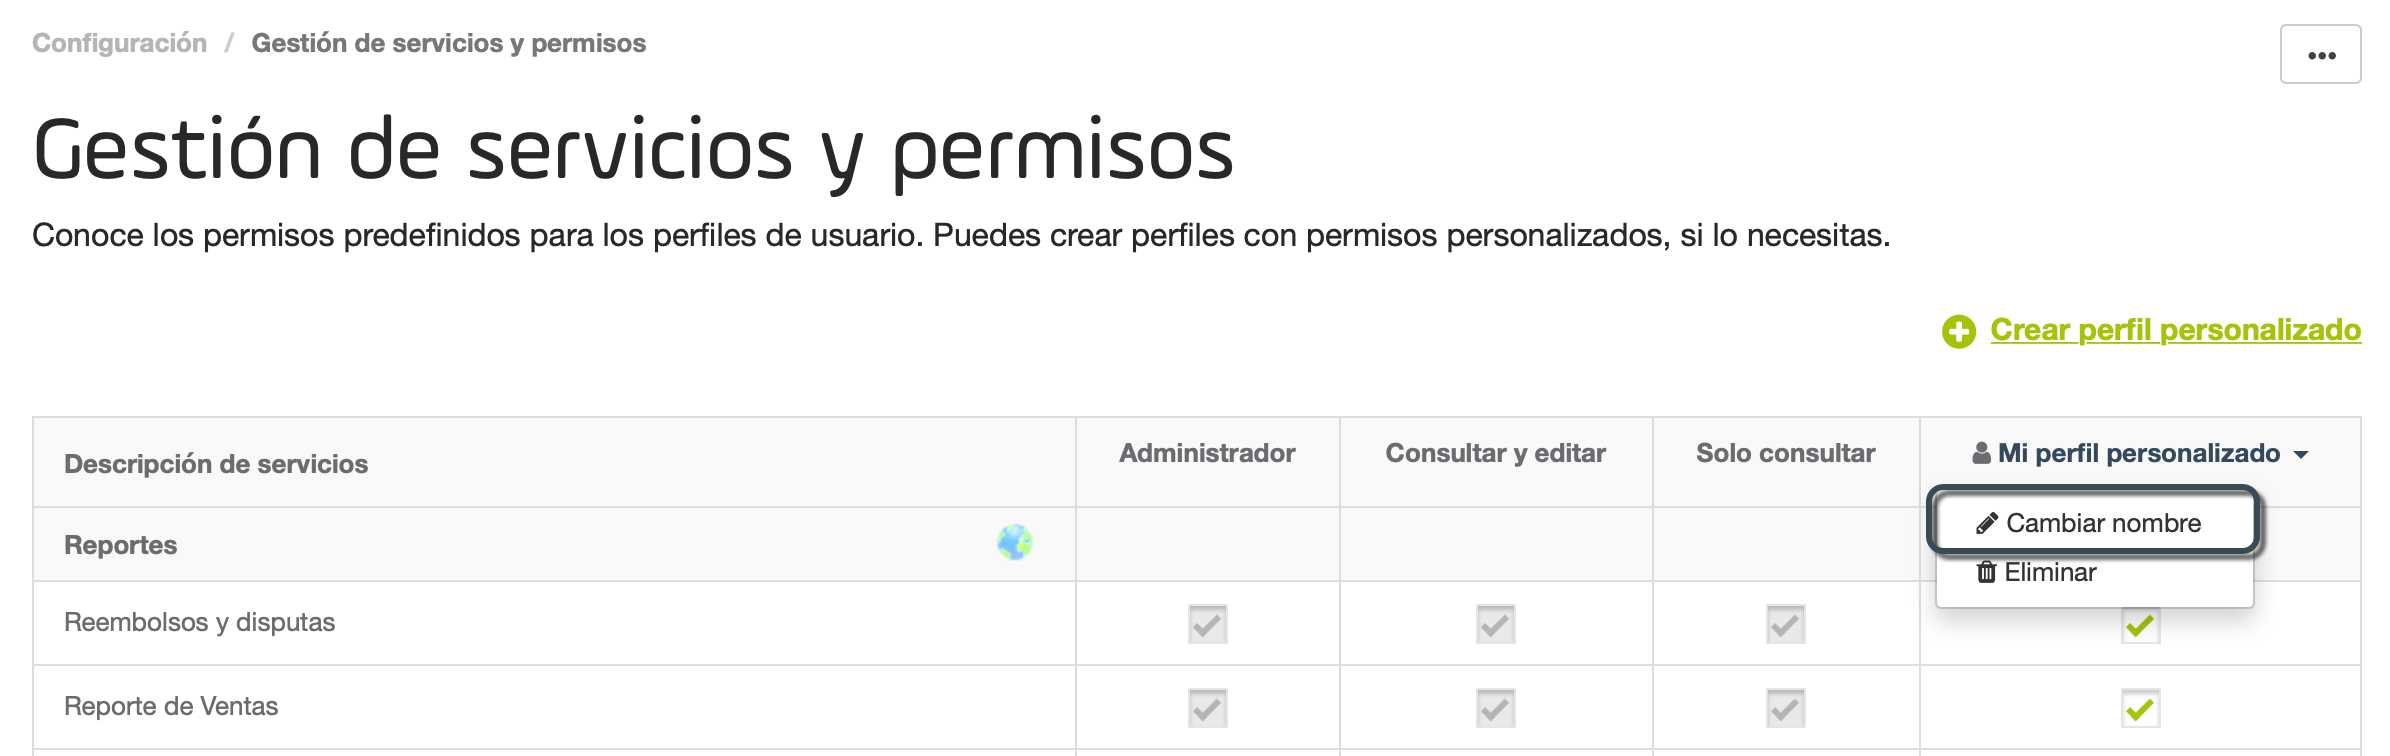 Configuración / Gestión de servicios y permisos
•••
Gestión de servicios y permisos
Conoce los permisos predefinidos para los perfiles de usuario. Puedes crear perfiles con permisos personalizados, si lo necesitas.
Crear perfil personalizado
Descripción de servicios Administrador Consultar y editar Solo consultar Mi perfil personalizado
Cambiar nombre
Reportes
Eliminar
Reembolsos y disputas
Reporte de Ventas